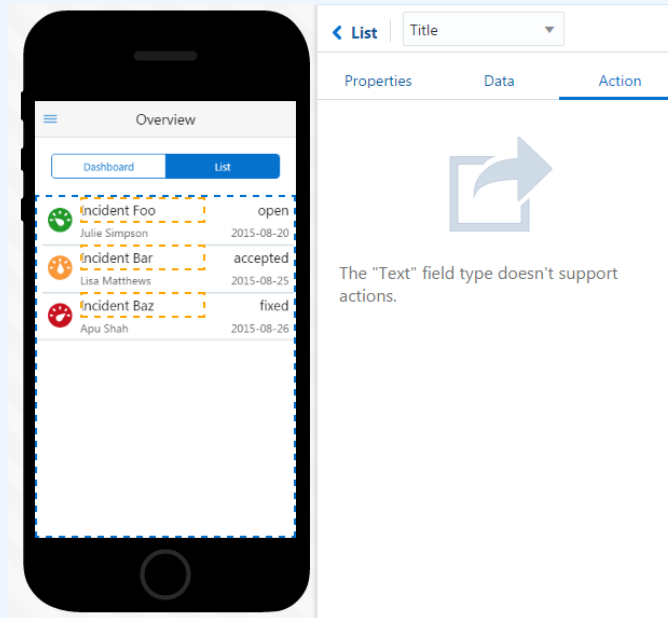 Overview
Dashboard List
Incident Foo open
Julie Simpson 2015-08-20
Incident Bar accepted
Lisa Matthews 2015-08-25
Incident Baz fixed
Apu Shah 2015-08-26
List Title
Properties Data Action
The "Text" field type doesn't support
actions.